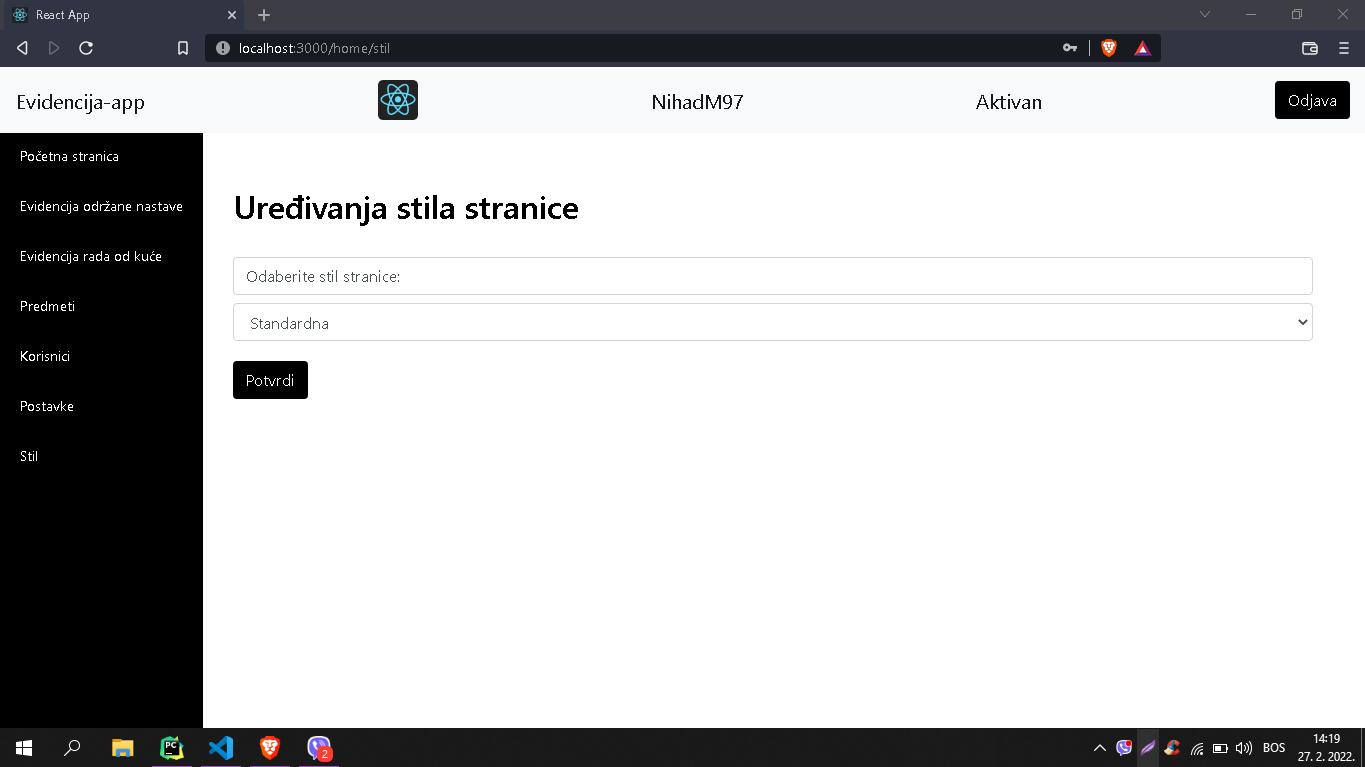 React App
localhost:3000/home/stil
Evidencija-app
NihadM97
Aktivan
Odjava
Početna stranica
Evidencija održane nastave
Evidencija rada od kuće
Predmeti
Korisnici
Postavke
Stil
Uređivanja stila stranice
Odaberite stil stranice:
Standardna
Potvrdi
PC
2
BOS
14:19
27. 2. 2022.